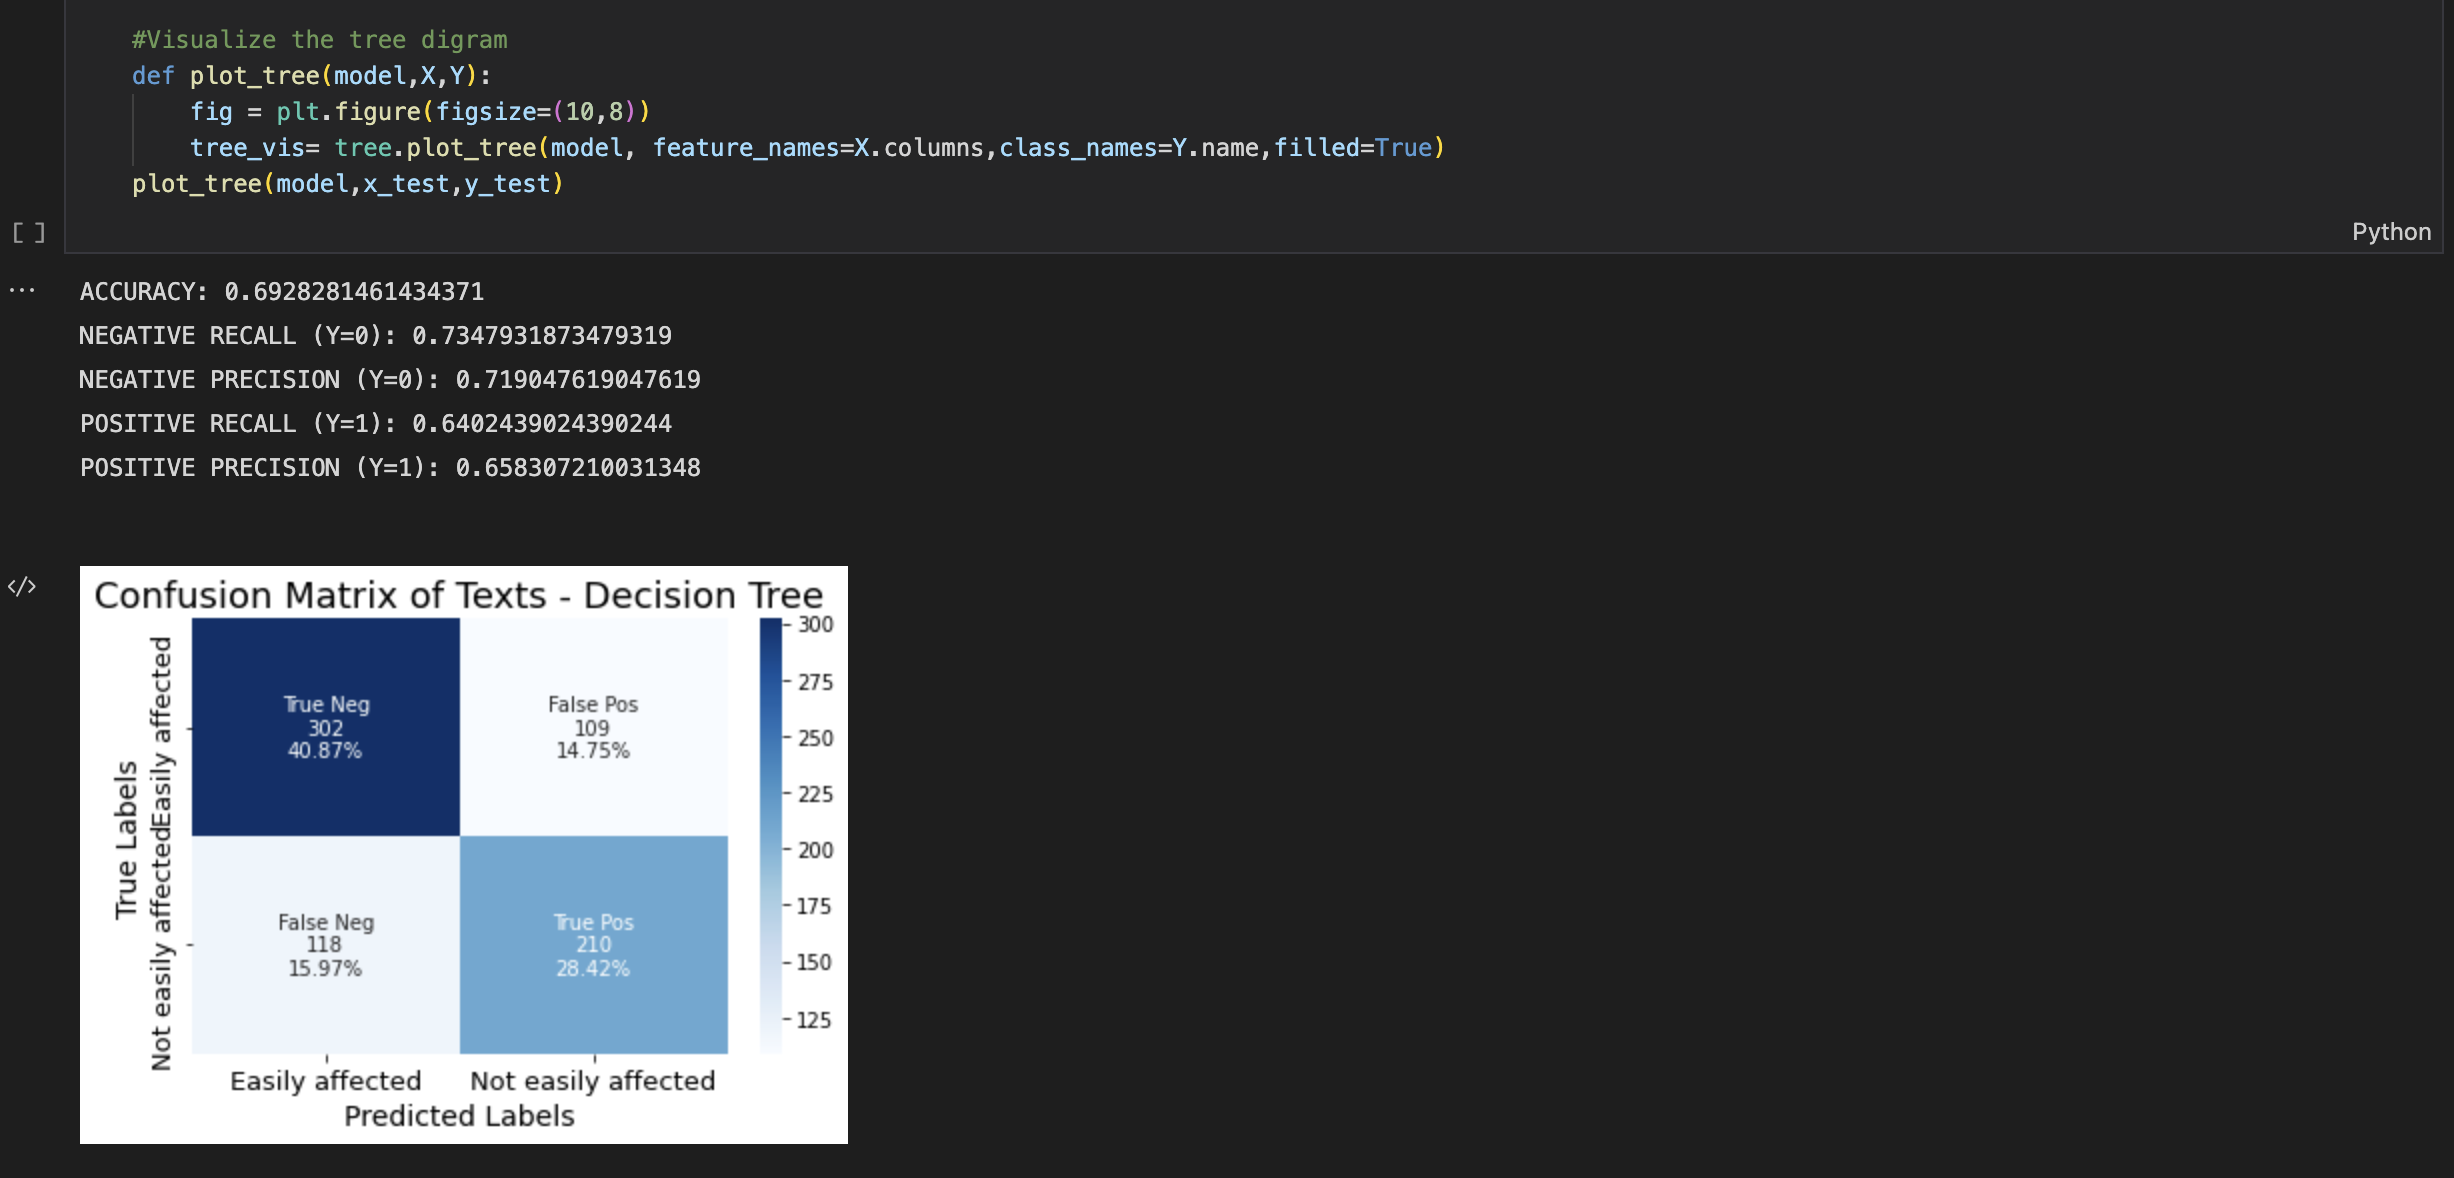 #Visualize the tree digram
def plot_tree(model,X,Y):
    fig = plt.figure(figsize=(10,8))
    tree_vis= tree.plot_tree(model, feature_names=X.columns,class_names=Y.name,filled=True)
plot_tree(model,x_test,y_test)
[ ]
Python
...
ACCURACY: 0.6928281461434371
NEGATIVE RECALL (Y=0): 0.7347931873479319
NEGATIVE PRECISION (Y=0): 0.719047619047619
POSITIVE RECALL (Y=1): 0.6402439024390244
POSITIVE PRECISION (Y=1): 0.658307210031348
</>
Confusion Matrix of Texts - Decision Tree
True Labels
Easily affected
Not easily affected
True Neg
302
40.87%
False Pos
109
14.75%
False Neg
118
15.97%
True Pos
210
28.42%
300
275
250
225
200
175
150
125
Easily affected
Not easily affected
Predicted Labels